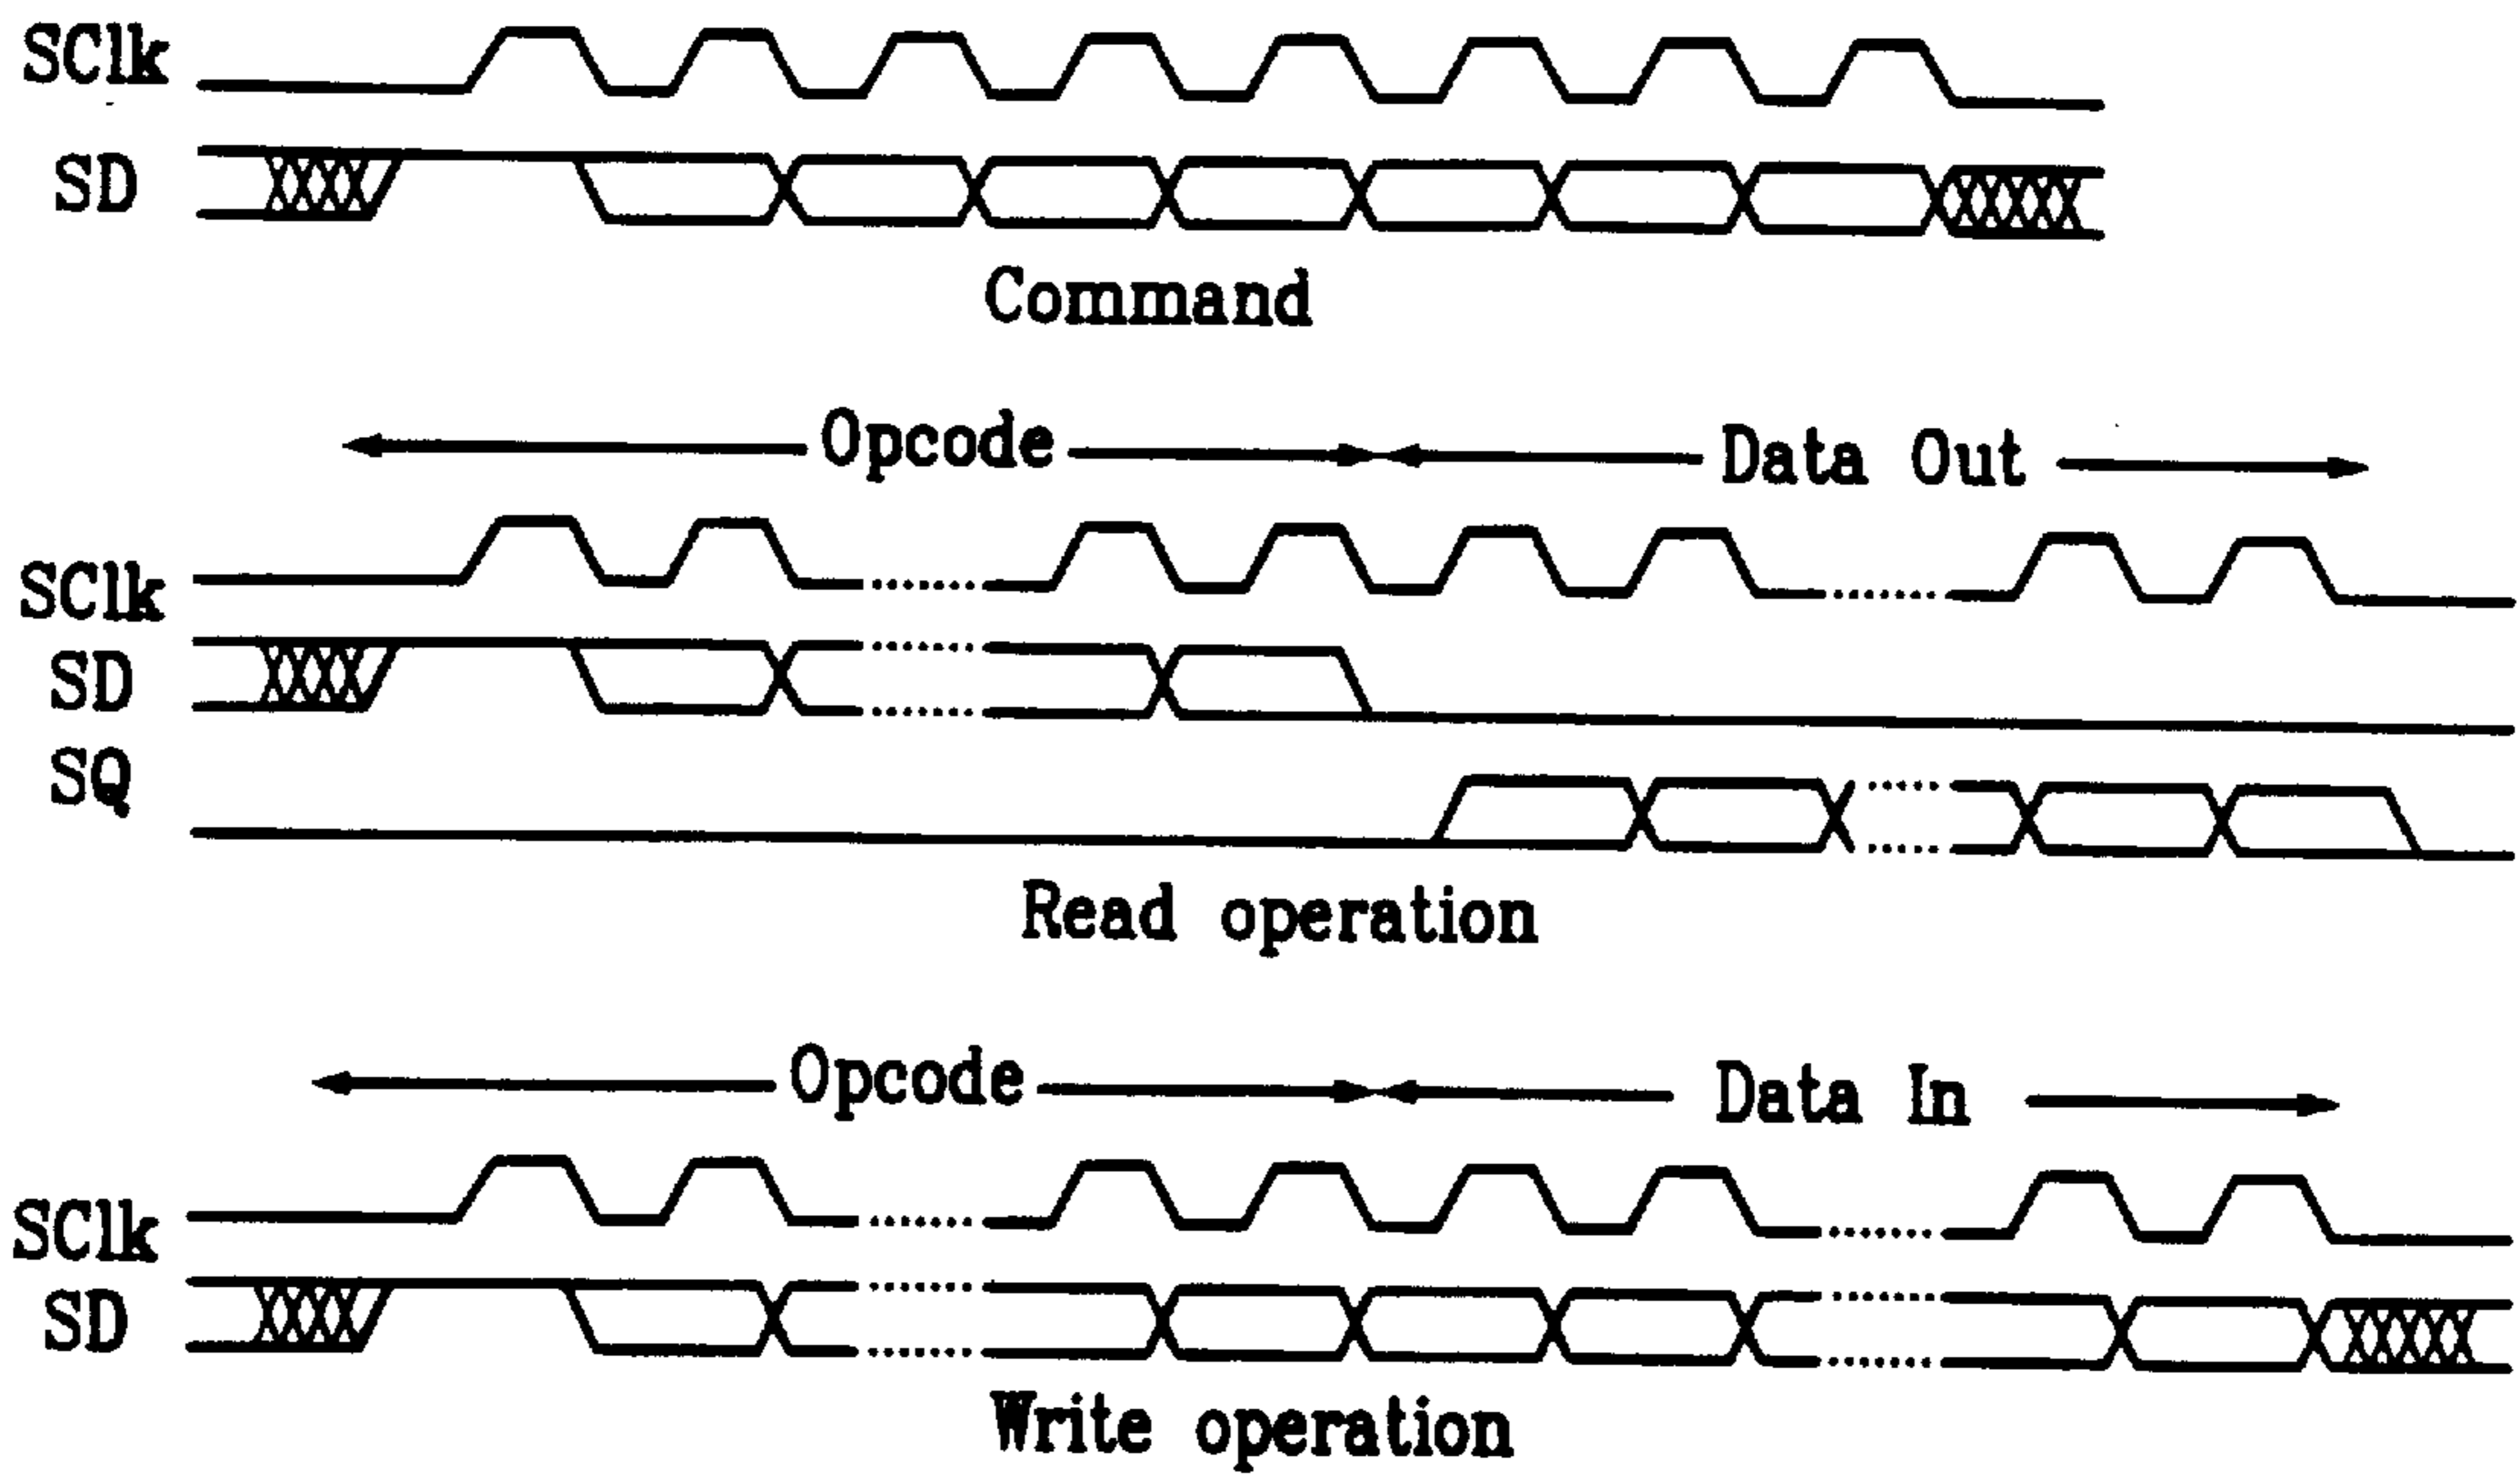 SClk
SD
Command
Opcode Data Out
SClk
SD
SQ
Read operation
Opcode Data In
SClk
SD
Write operation